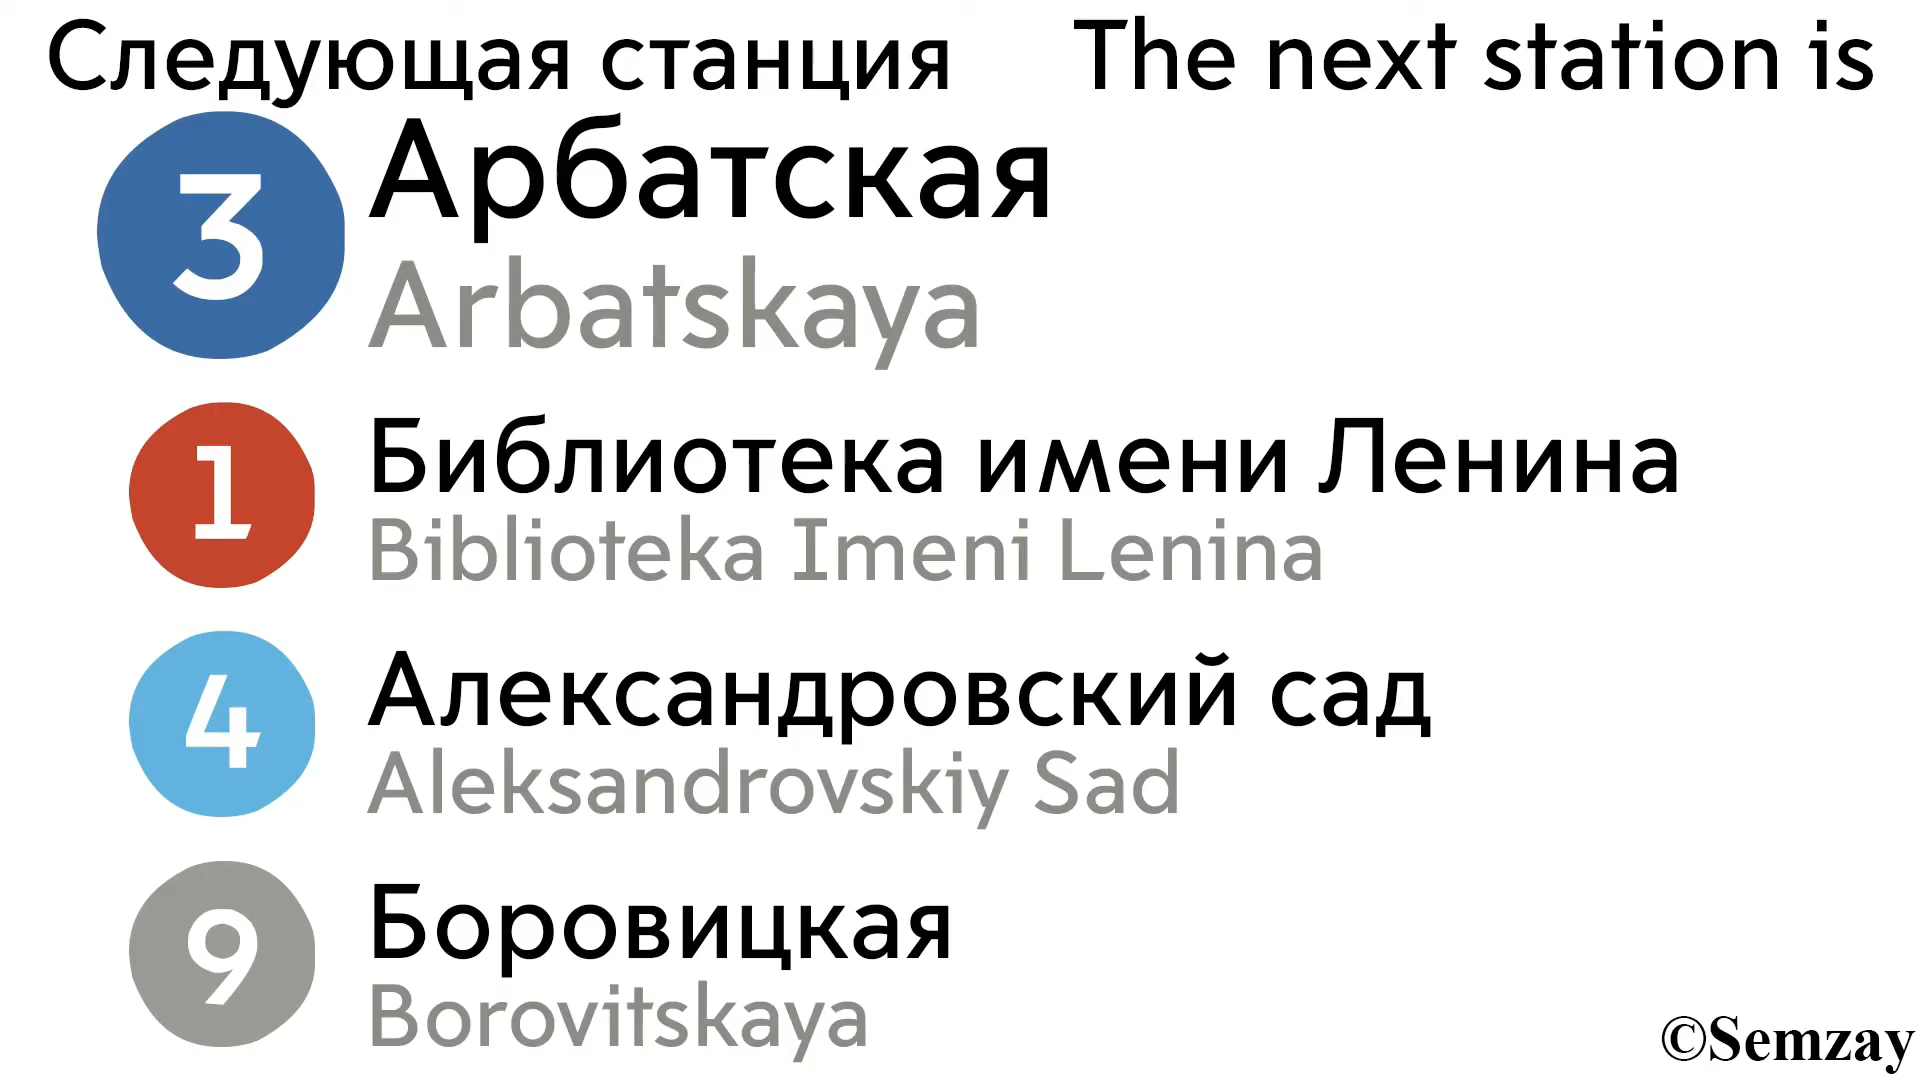 Следующая станция The next station is
3 Арбатская
Arbatskaya
1 Библиотека имени Ленина
Biblioteka Imeni Lenina
4 Александровский сад
Aleksandrovskiy Sad
9 Боровицкая
Borovitskaya
©Semzay